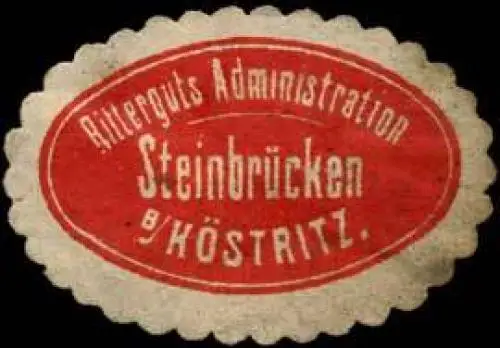 Ritterguts Administration
Steinbrücken
B/KÖSTRITZ.